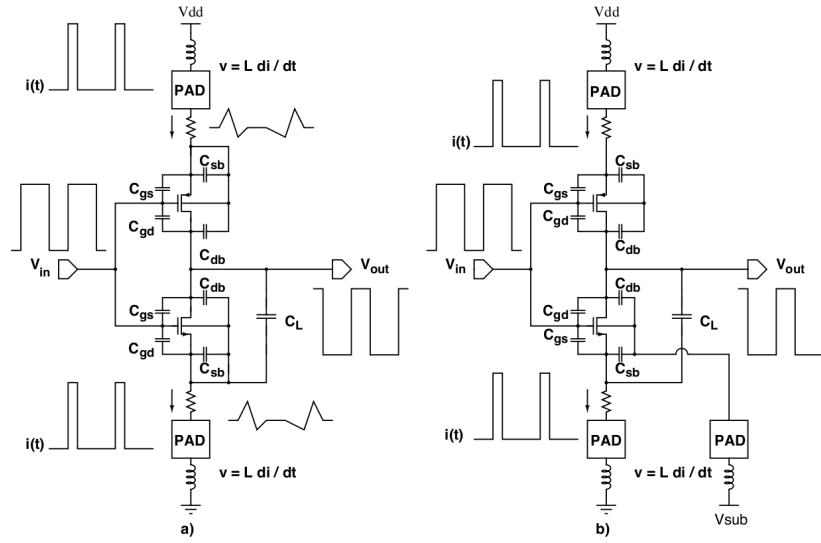 Vdd
v = L di / dt
i(t)
PAD
Csb
Cgs
Cgd
Cdb
Vin
Vout
Cdb
Cgs
Cgd
CL
Csb
i(t)
PAD
v = L di / dt
a)
Vdd
v = L di / dt
PAD
i(t)
Csb
Cgs
Cgd
Cdb
Vin
Vout
Cdb
Cgd
Cgs
CL
Csb
i(t)
PAD
PAD
v = L di / dt
Vsub
b)